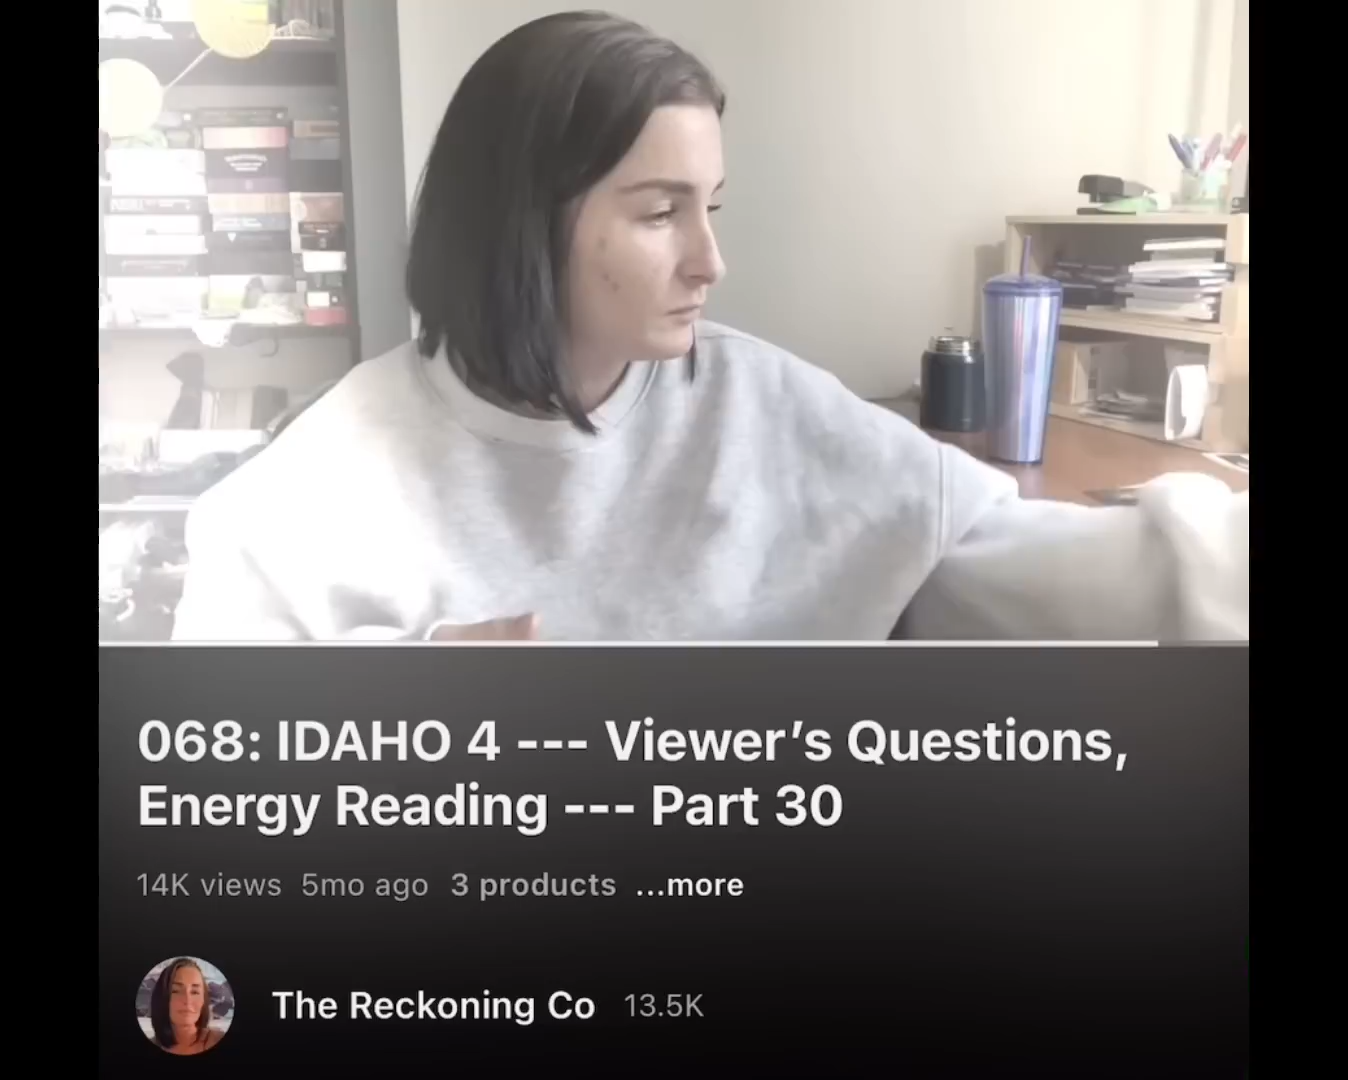 068: IDAHO 4 --- Viewer’s Questions,
Energy Reading --- Part 30
14K views 5mo ago 3 products ...more
The Reckoning Co 13.5K